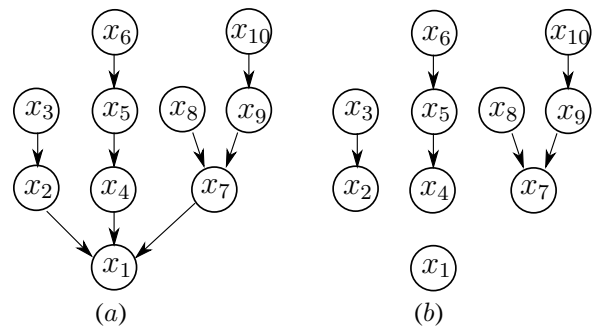 x₆ x₁₀ x₆ x₁₀
x₃ x₅ x₈ x₉ x₃ x₅ x₈ x₉
x₂ x₄ x₇ x₂ x₄ x₇
x₁ x₁
(a) (b)